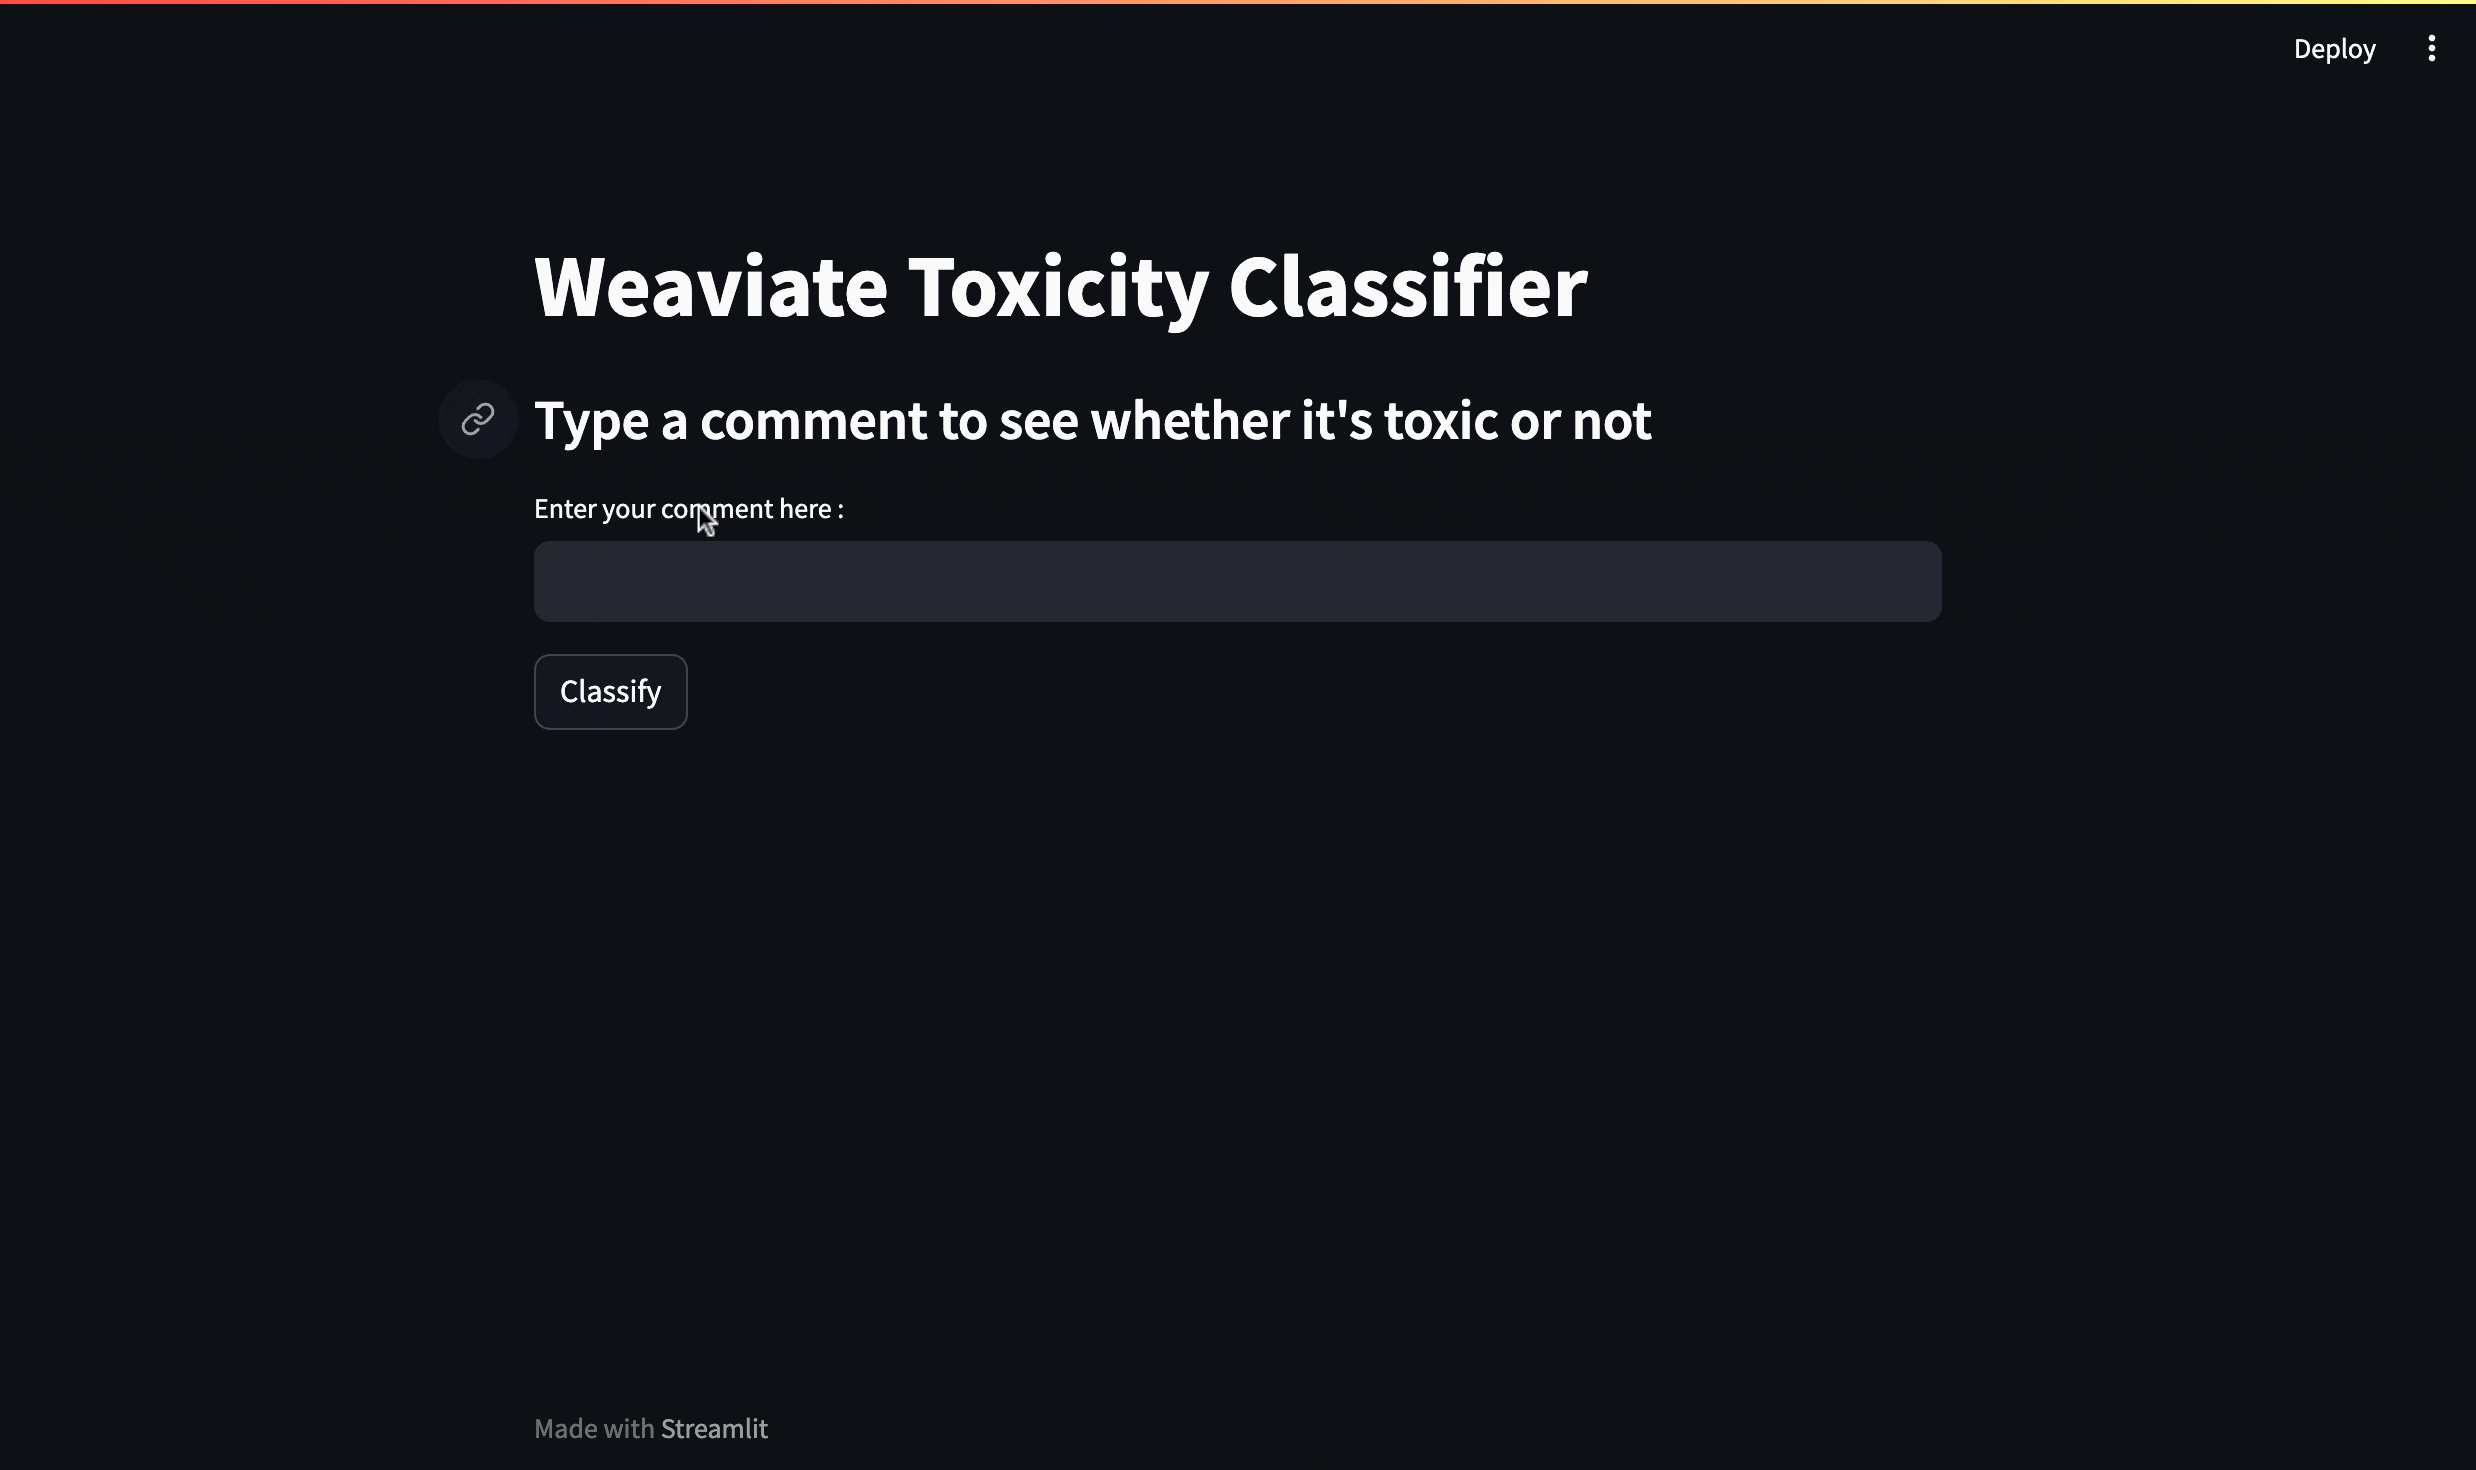 Deploy
Weaviate Toxicity Classifier
Type a comment to see whether it's toxic or not
Enter your comment here :
Classify
Made with Streamlit